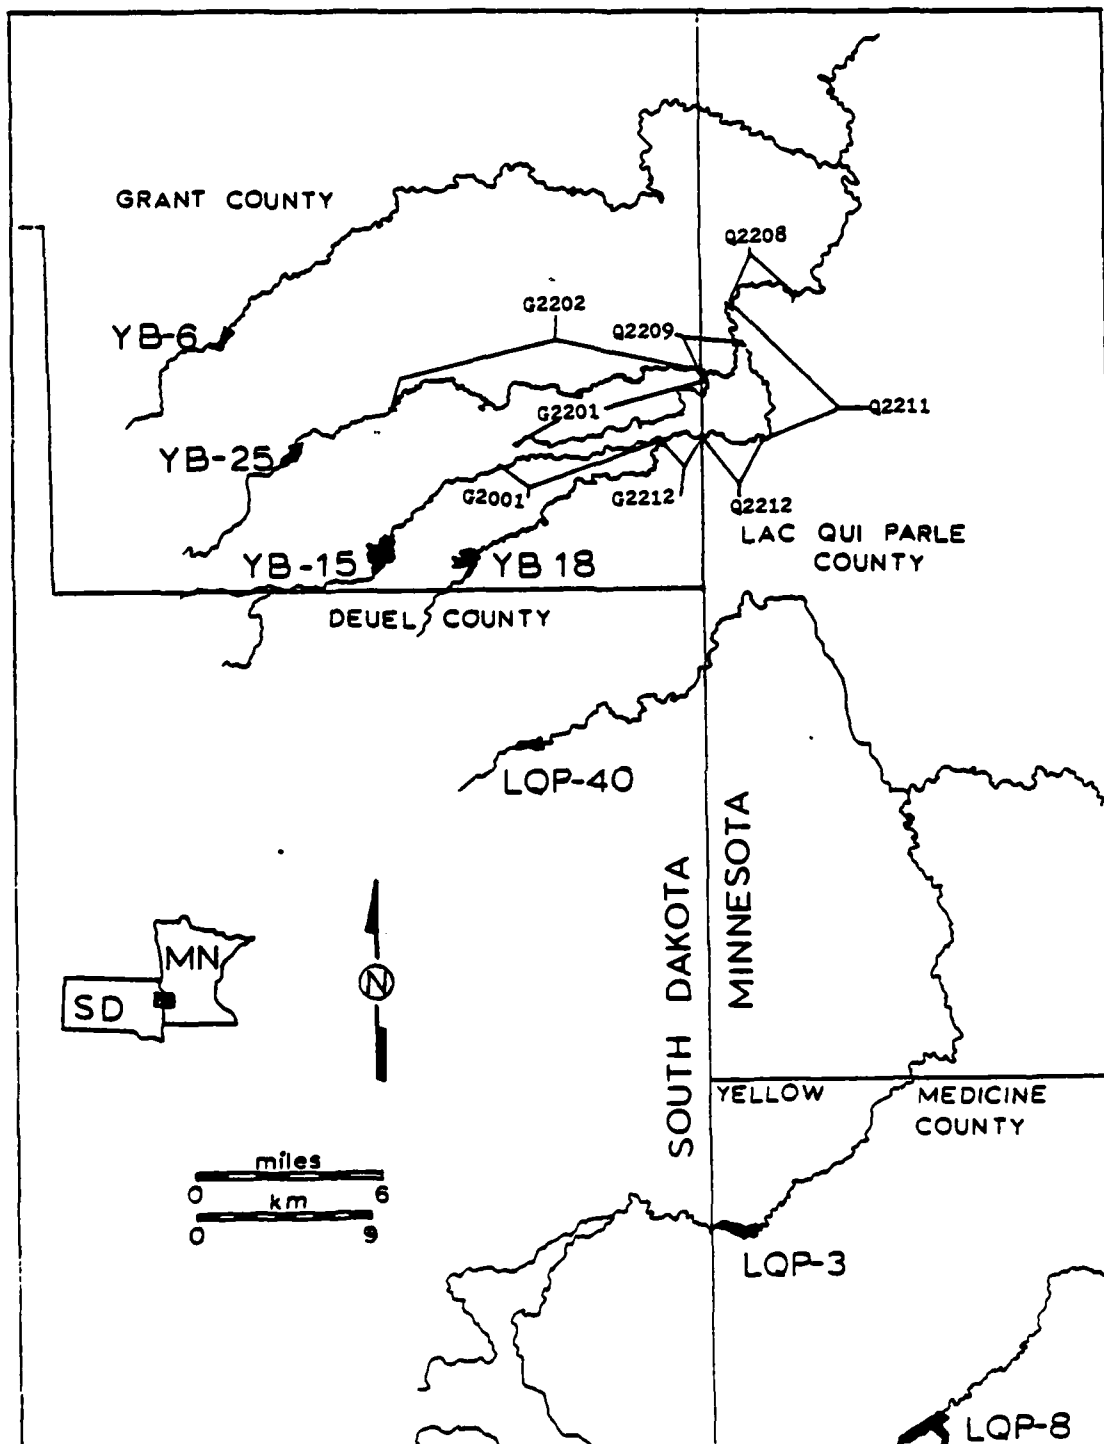 GRANT COUNTY
Q2208
G2202
YB-6
Q2209
G2201
Q2211
YB-25
G2001
G2212
Q2212
LAC QUI PARLE
COUNTY
YB-15
YB 18
DEUEL COUNTY
LQP-40
SOUTH DAKOTA
MINNESOTA
MN
SD
N
YELLOW MEDICINE
COUNTY
miles
0 6
km
0 9
LQP-3
LQP-8